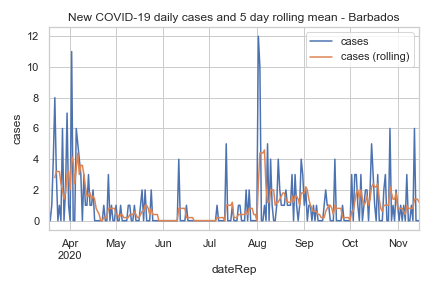 New COVID-19 daily cases and 5 day rolling mean - Barbados
cases
cases (rolling)
12
10
8
6
4
2
0
cases
Apr
2020
May
Jun
Jul
Aug
Sep
Oct
Nov
dateRep